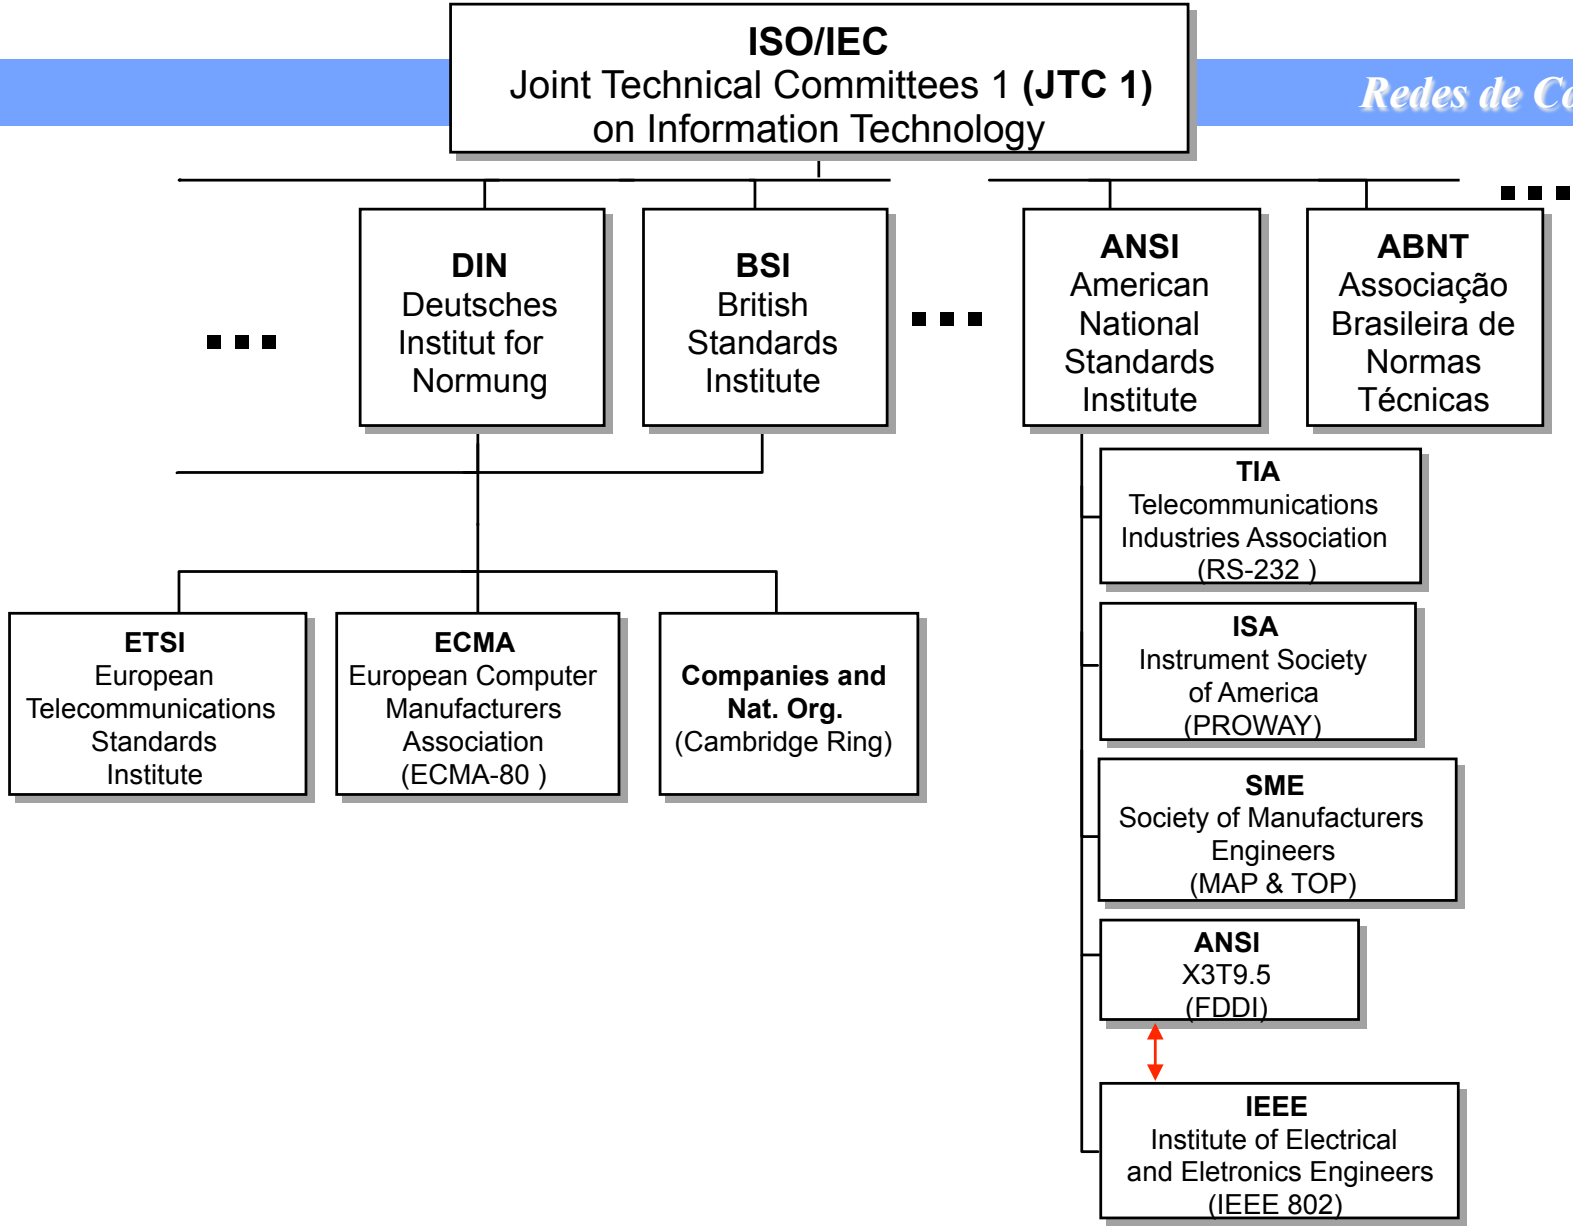 ISO/IEC
Joint Technical Committees 1 (JTC 1)
on Information Technology
Redes de
DIN
Deutsches
Institut for
Normung
BSI
British
Standards
Institute
ANSI
American
National
Standards
Institute
ABNT
Associação
Brasileira de
Normas
Técnicas
ETSI
European
Telecommunications
Standards
Institute
ECMA
European Computer
Manufacturers
Association
(ECMA-80 )
Companies and
Nat. Org.
(Cambridge Ring)
TIA
Telecommunications
Industries Association
(RS-232 )
ISA
Instrument Society
of America
(PROWAY)
SME
Society of Manufacturers
Engineers
(MAP & TOP)
ANSI
X3T9.5
(FDDI)
IEEE
Institute of Electrical
and Eletronics Engineers
(IEEE 802)